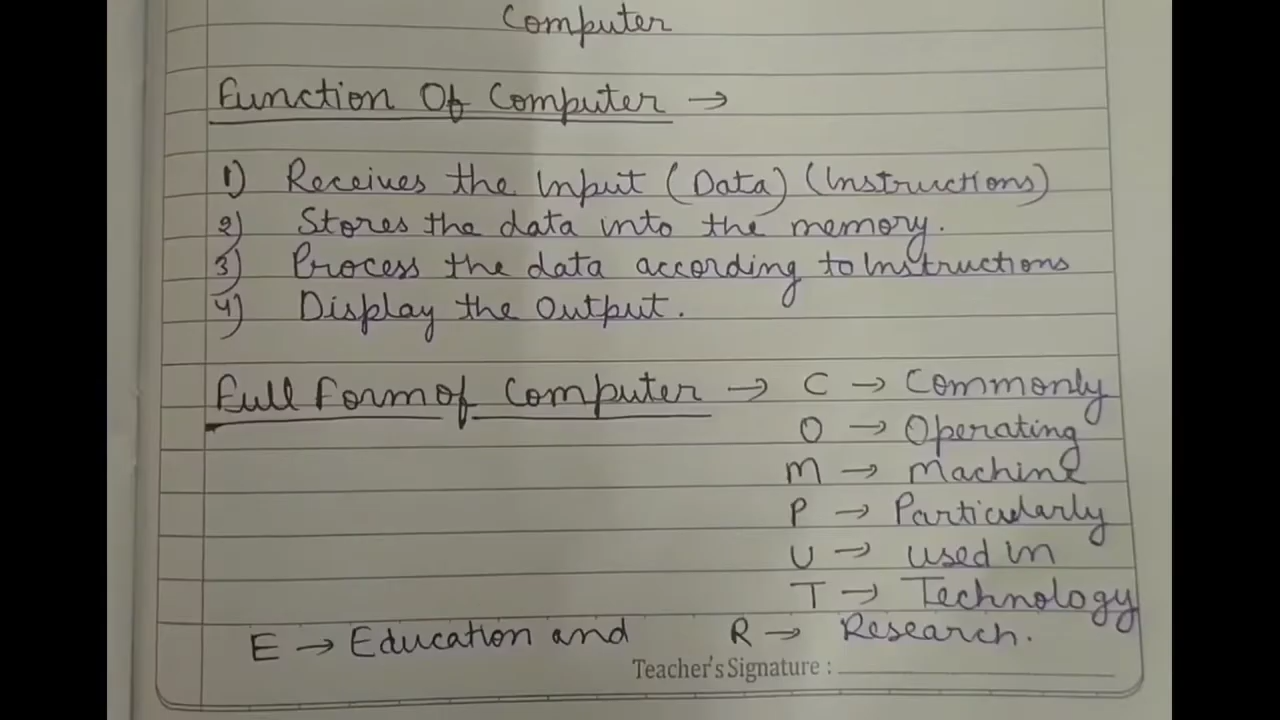 Computer
Function Of Computer →
1) Receives the Input (Data) (Instructions)
2) Stores the data into the memory.
3) Process the data according to Instructions
4) Display the Output.
Full Form of Computer → C → Commonly
O → Operating
M → Machine
P → Particularly
U → used in
T → Technology
E → Education and R → Research.
Teacher's Signature :